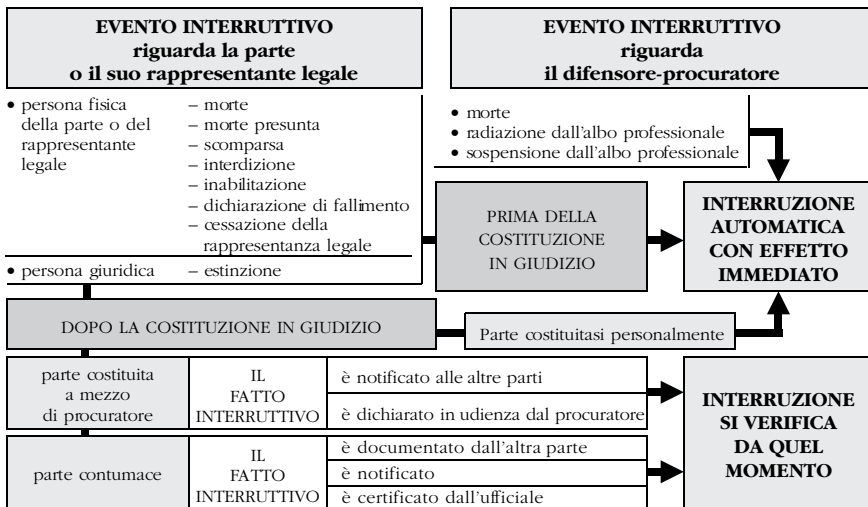 EVENTO INTERRUTTIVO
riguarda la parte
o il suo rappresentante legale
EVENTO INTERRUTTIVO
riguarda
il difensore-procuratore
• persona fisica
della parte o del
rappresentante
legale
– morte
– morte presunta
– scomparsa
– interdizione
– inabilitazione
– dichiarazione di fallimento
– cessazione della
rappresentanza legale
• persona giuridica – estinzione
• morte
• radiazione dall'albo professionale
• sospensione dall'albo professionale
PRIMA DELLA
COSTITUZIONE
IN GIUDIZIO
INTERRUZIONE
AUTOMATICA
CON EFFETTO
IMMEDIATO
DOPO LA COSTITUZIONE IN GIUDIZIO
Parte costituitasi personalmente
parte costituita
a mezzo
di procuratore
IL
FATTO
INTERRUTTIVO
è notificato alle altre parti
è dichiarato in udienza dal procuratore
parte contumace
IL
FATTO
INTERRUTTIVO
è documentato dall'altra parte
è notificato
è certificato dall'ufficiale
INTERRUZIONE
SI VERIFICA
DA QUEL
MOMENTO